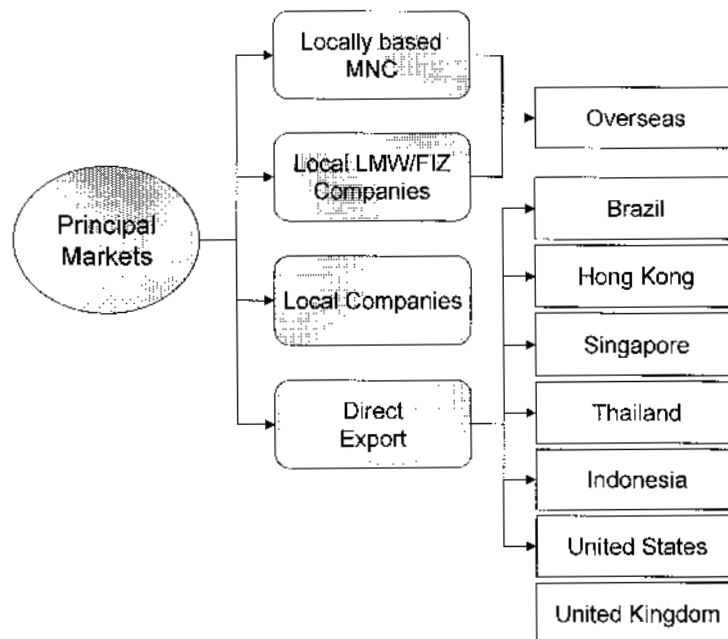 Principal
Markets
Locally based
MNC
Local LMW/FIZ
Companies
Local Companies
Direct
Export
Overseas
Brazil
Hong Kong
Singapore
Thailand
Indonesia
United States
United Kingdom